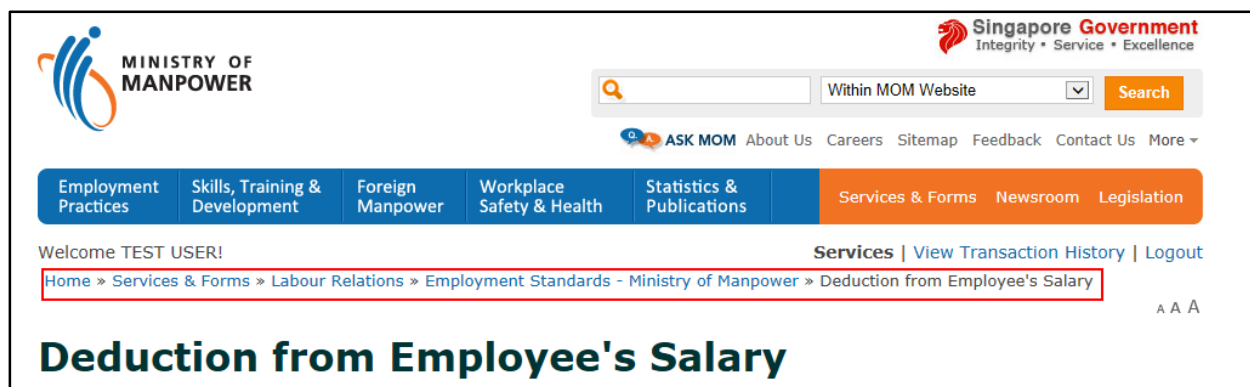 Singapore Government
Integrity • Service • Excellence
MINISTRY OF
MANPOWER
Within MOM Website
Search
Q A ASK MOM About Us Careers Sitemap Feedback Contact Us More
Employment Practices
Skills, Training & Development
Foreign Manpower
Workplace Safety & Health
Statistics & Publications
Services & Forms Newsroom Legislation
Welcome TEST USER!
Services | View Transaction History | Logout
Home » Services & Forms » Labour Relations » Employment Standards - Ministry of Manpower » Deduction from Employee's Salary
A A A
Deduction from Employee's Salary